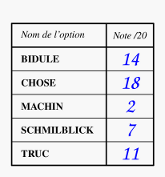 Nom de l'option Note /20
BIDULE 14
CHOSE 18
MACHIN 2
SCHMILBLICK 7
TRUC 11